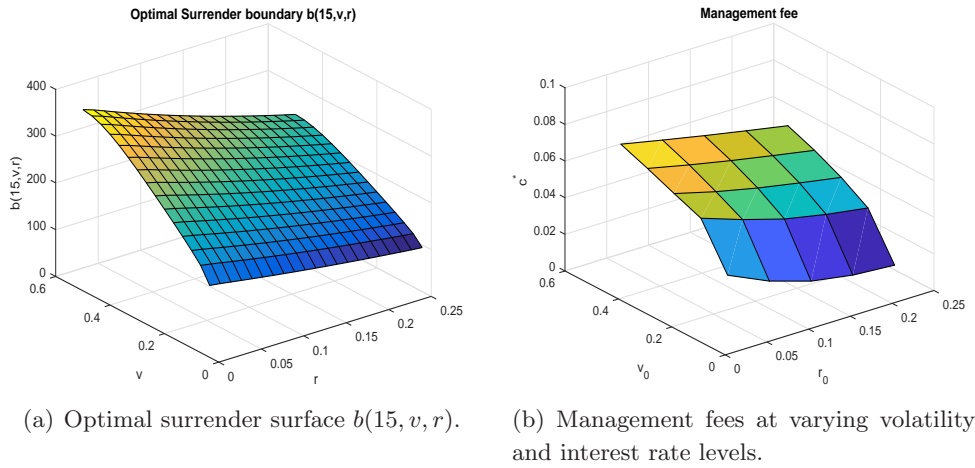 Optimal Surrender boundary b(15,v,r)
400
300
200
100
0
b(15,v,r)
0.6
0.4
0.2
0
v
0
0.05
0.1
0.15
0.2
0.25
r
Management fee
0.1
0.08
0.06
0.04
0.02
0
c*
0.6
0.4
0.2
0
v_0
0
0.05
0.1
0.15
0.2
0.25
r_0
(a) Optimal surrender surface b(15, v, r).
(b) Management fees at varying volatility
and interest rate levels.